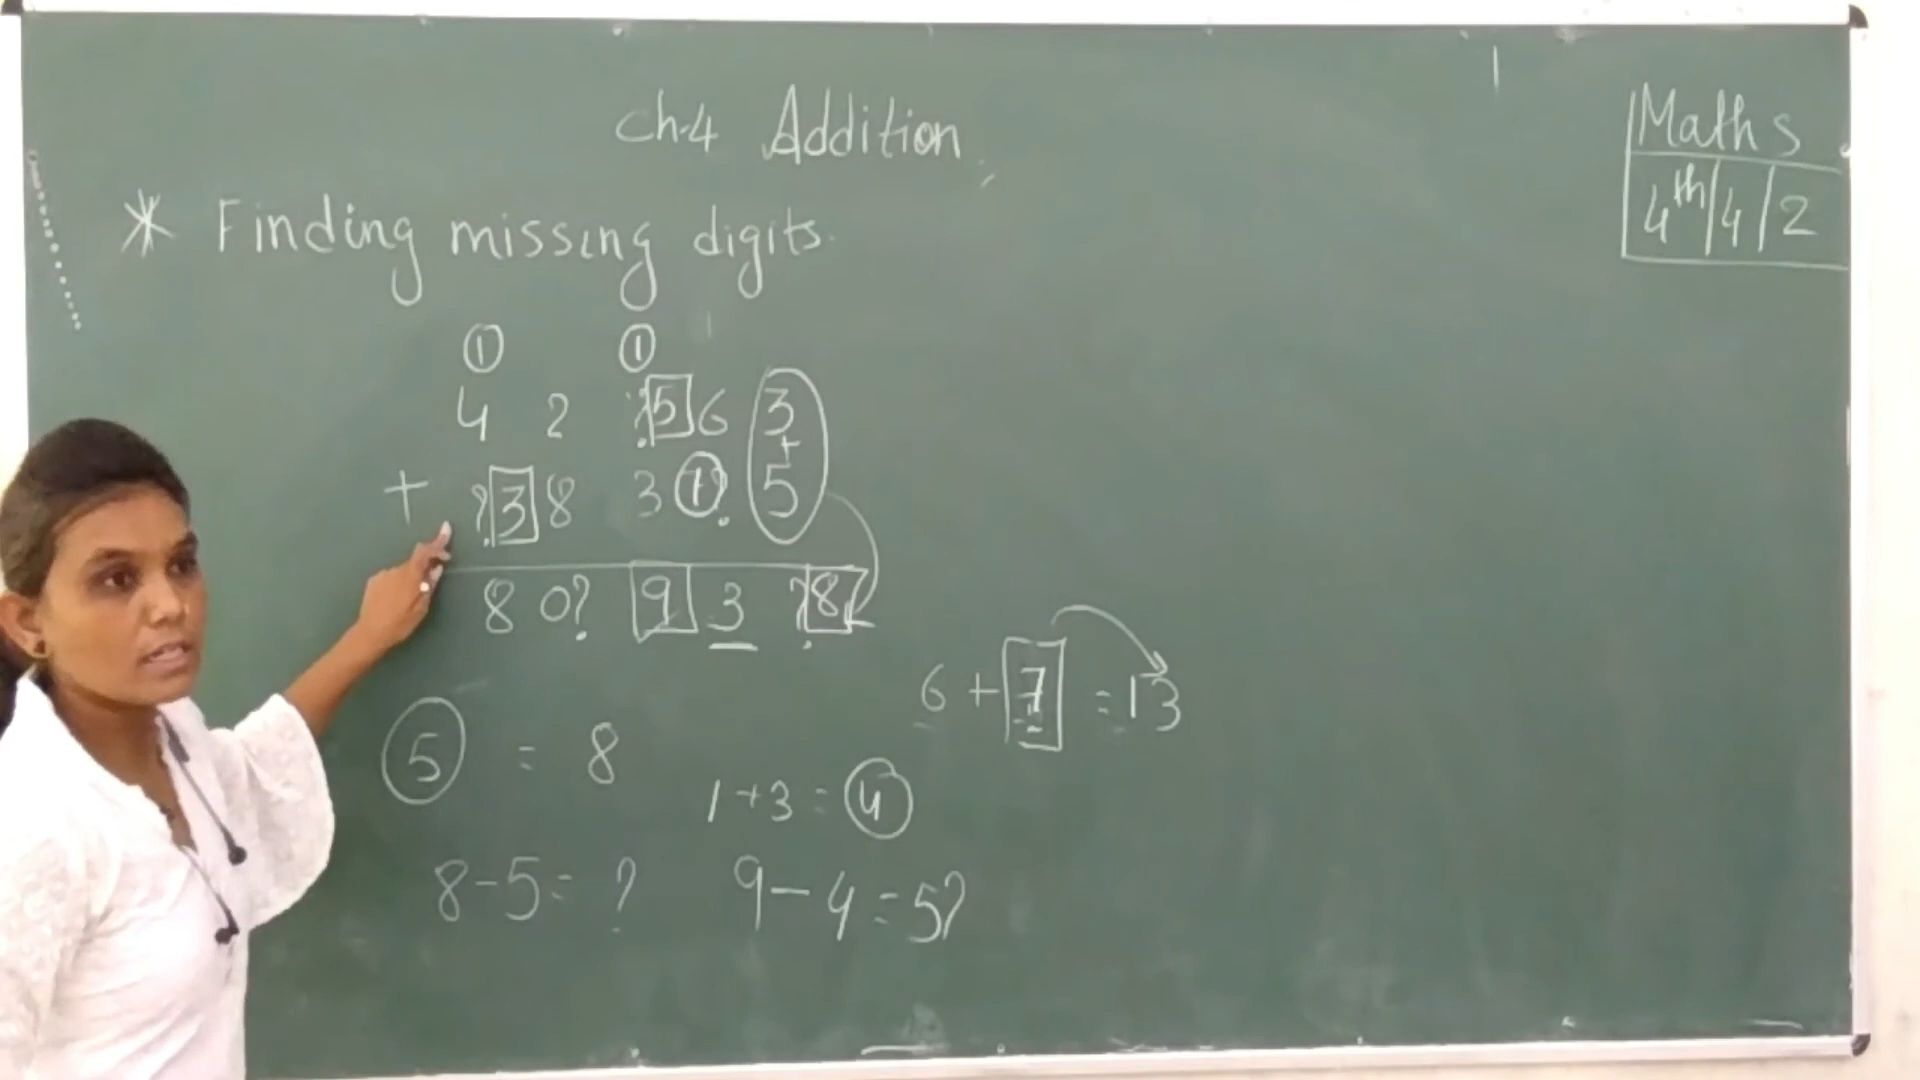 Ch-4 Addition
Maths
4th/4/2
* Finding missing digits.
1 1
4 2 ? 5 6 3
+
+ ? 3 8 3 7? 5
8 0? 9 3 ? 8
6 + 7 = 13
5 = 8
1 + 3 = 4
8 - 5 = ?
9 - 4 = 5?